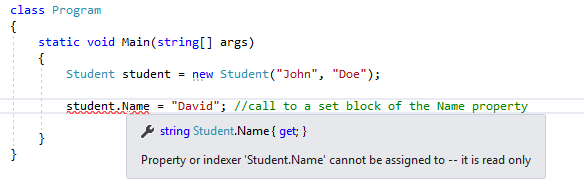 class Program
{
static void Main(string[] args)
{
Student student = new Student("John", "Doe");
student.Name = "David"; //call to a set block of the Name property
string Student.Name { get; }
Property or indexer 'Student.Name' cannot be assigned to -- it is read only
}
}